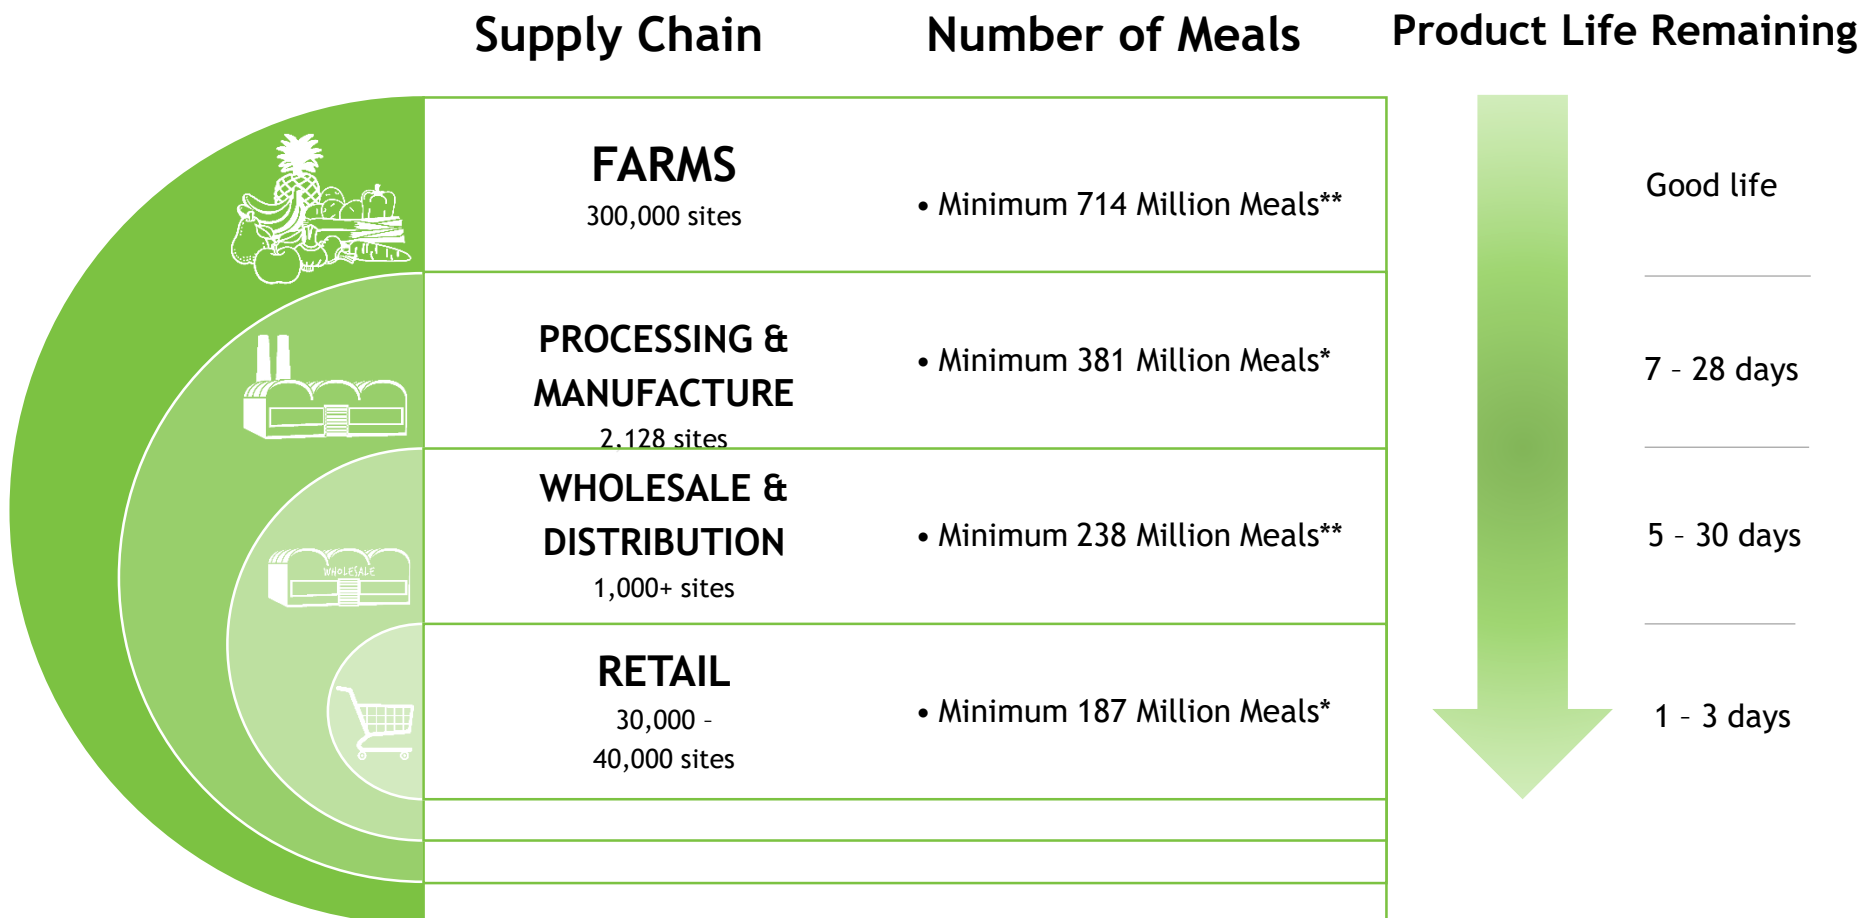 Supply Chain
Number of Meals
Product Life Remaining
FARMS
300,000 sites
• Minimum 714 Million Meals**
Good life
PROCESSING &
MANUFACTURE
2,128 sites
• Minimum 381 Million Meals*
7 – 28 days
WHOLESALE &
DISTRIBUTION
1,000+ sites
• Minimum 238 Million Meals**
5 – 30 days
WHOLESALE
RETAIL
30,000 –
40,000 sites
• Minimum 187 Million Meals*
1 – 3 days